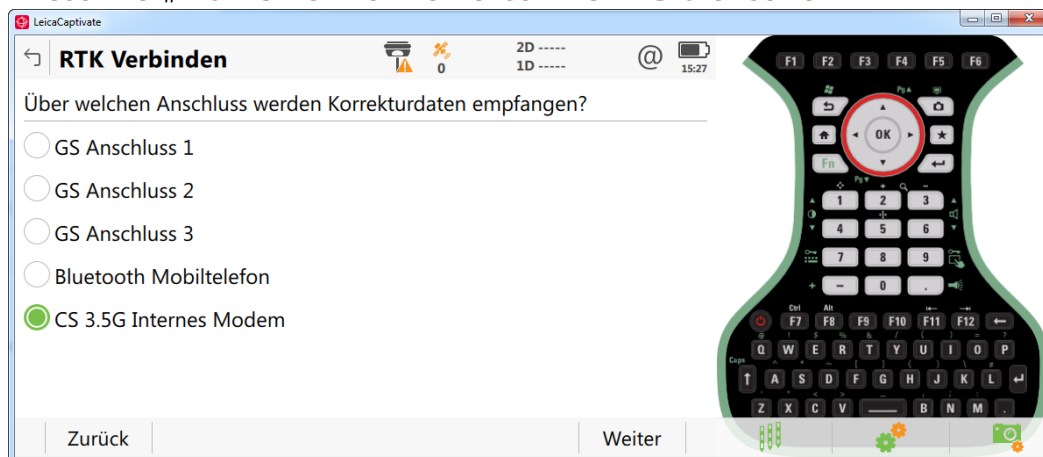 LeicaCaptivate
RTK Verbinden
0
2D -----
1D -----
@
15:27
Über welchen Anschluss werden Korrekturdaten empfangen?
GS Anschluss 1
GS Anschluss 2
GS Anschluss 3
Bluetooth Mobiltelefon
CS 3.5G Internes Modem
Zurück
Weiter
F1 F2 F3 F4 F5 F6
Pg
OK
Fn
Pg
1 2 3
4 5 6
7 8 9
- 0 .
Ctrl Alt
F7 F8 F9 F10 F11 F12
Q W E R T Y U I O P
Caps
A S D F G H J K L
Z X C V B N M .